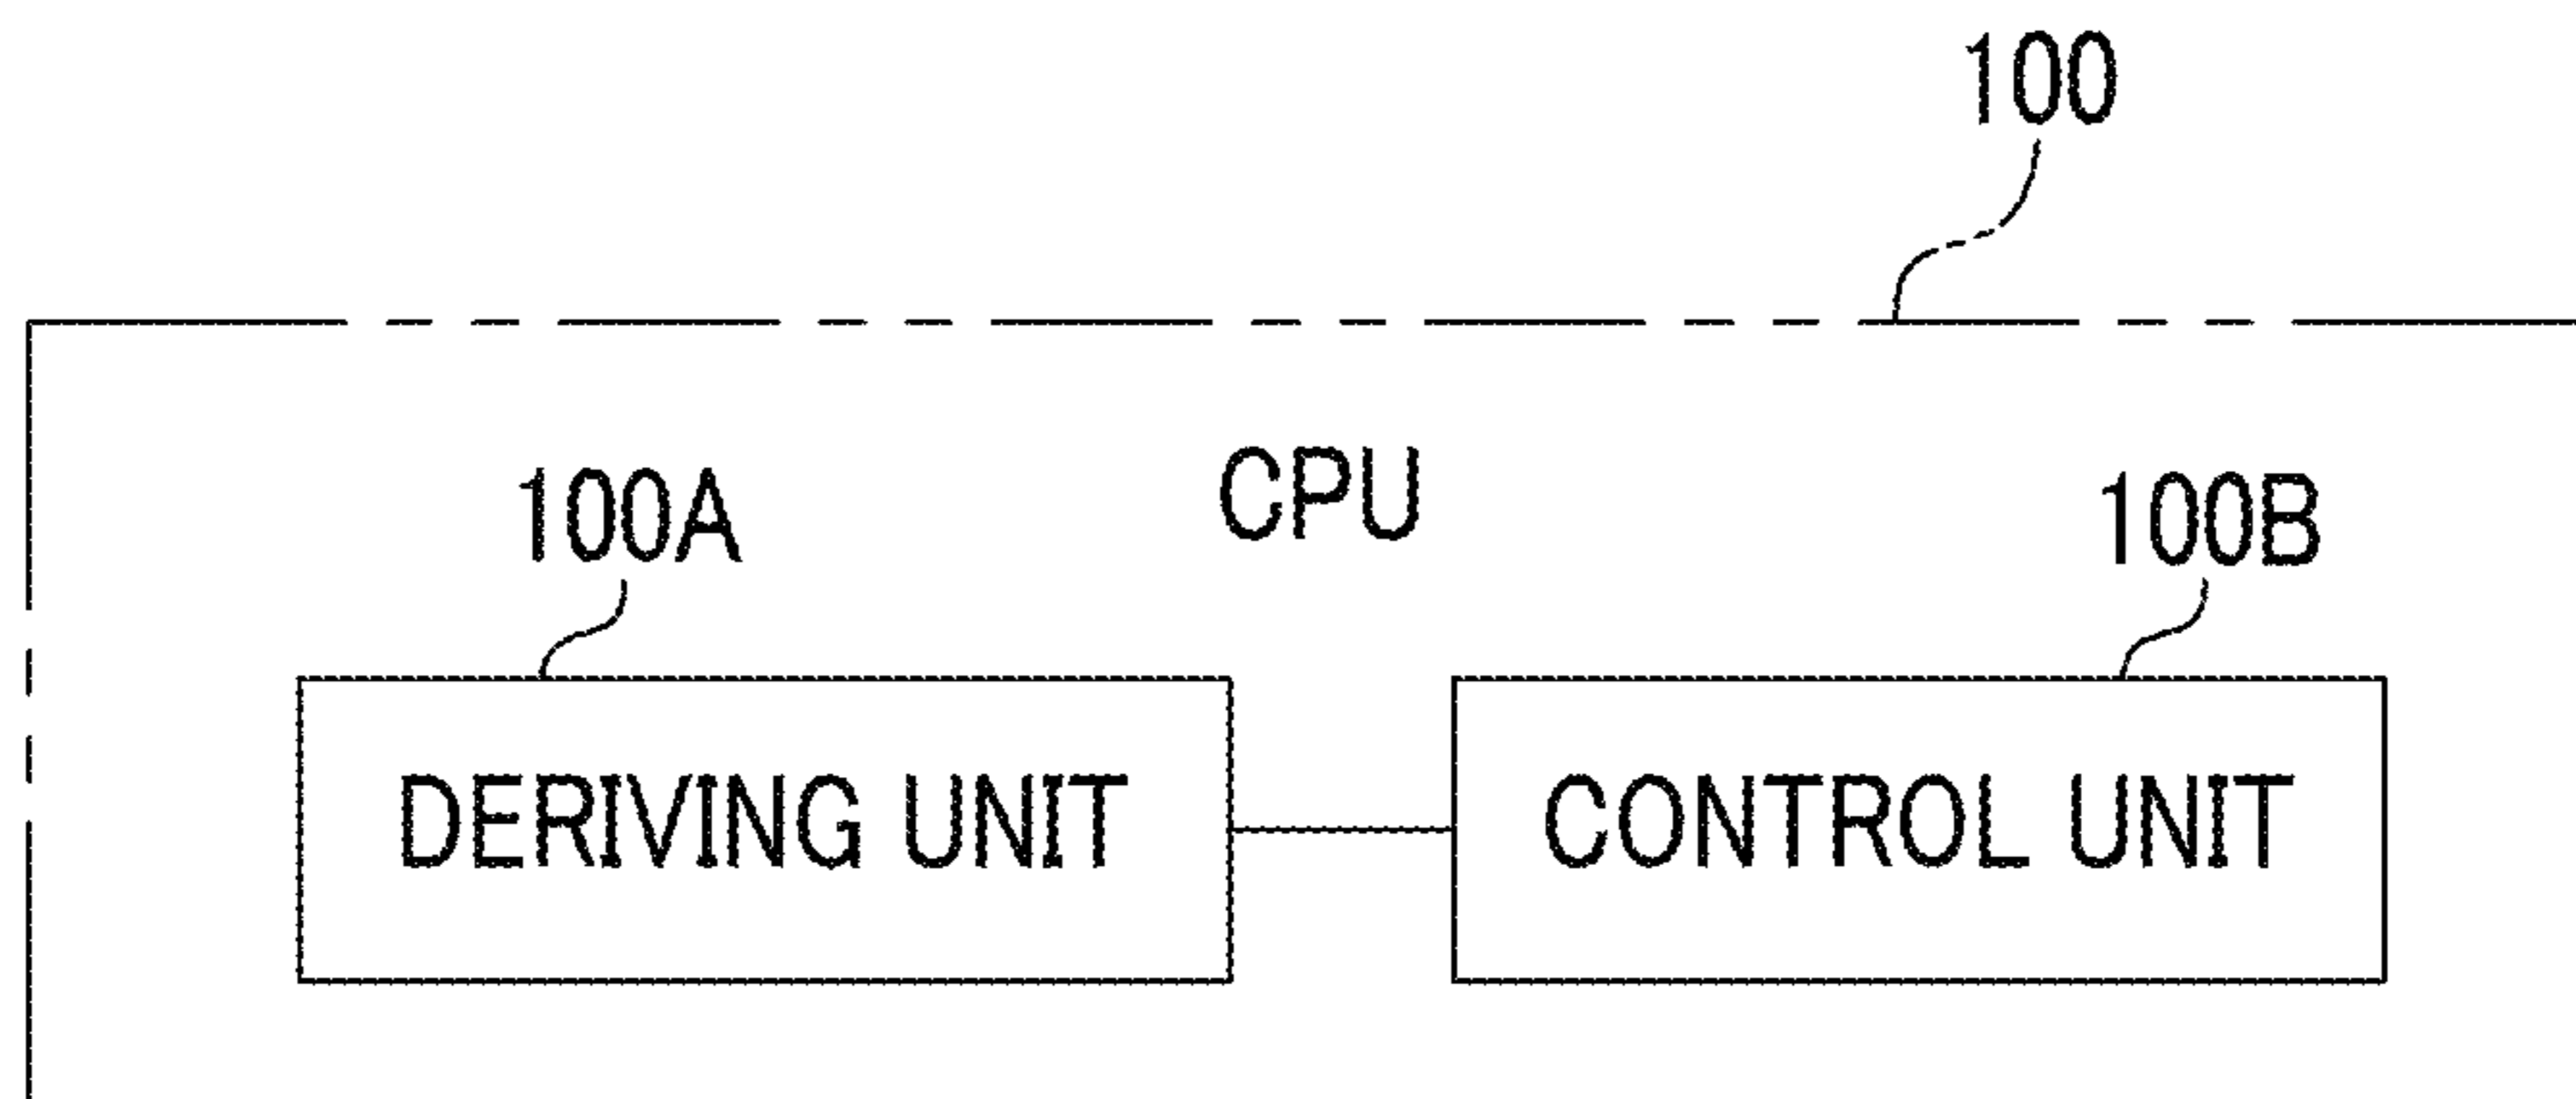 100
CPU
100A
100B
DERIVING UNIT
CONTROL UNIT